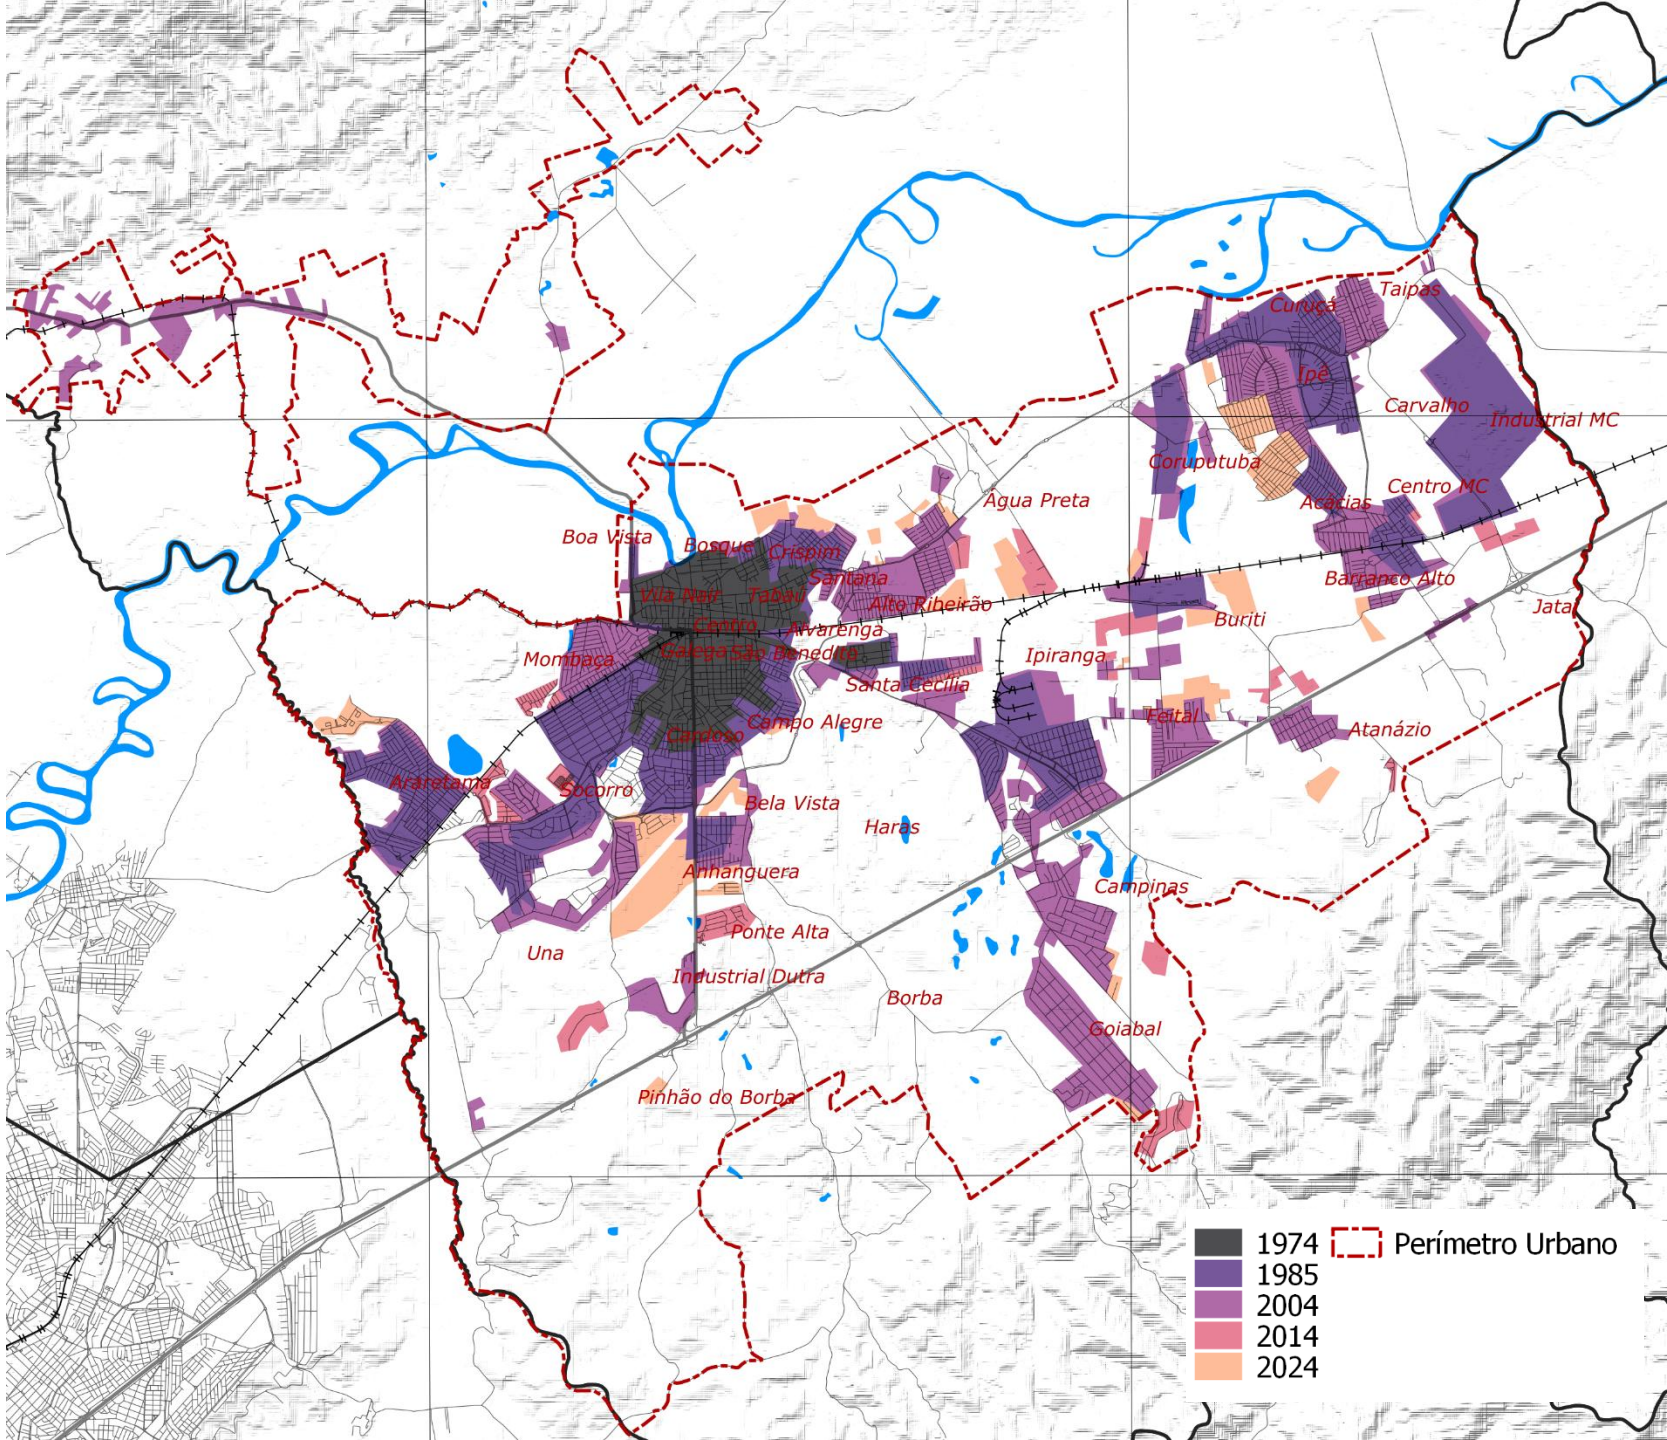 Taipas
Curuçá
Ipê
Carvalho
Industrial MC
Coruputuba
Centro MC
Agua Preta
Acácias
Boa Vista
Bosque
Crispim
Santana
Barranco Alto
Vila Nair
Tabaú
Alto Ribeirão
Jataí
Buriti
Centro
Alvarenga
Galega
São Benedito
Mombaça
Ipiranga
Santa Cecília
Feital
Campo Alegre
Atanázio
Cardoso
Araretama
Socorro
Bela Vista
Haras
Anhanguera
Campinas
Ponte Alta
Una
Industrial Dutra
Borba
Goiabal
Pinhão do Borba
1974
Perímetro Urbano
1985
2004
2014
2024